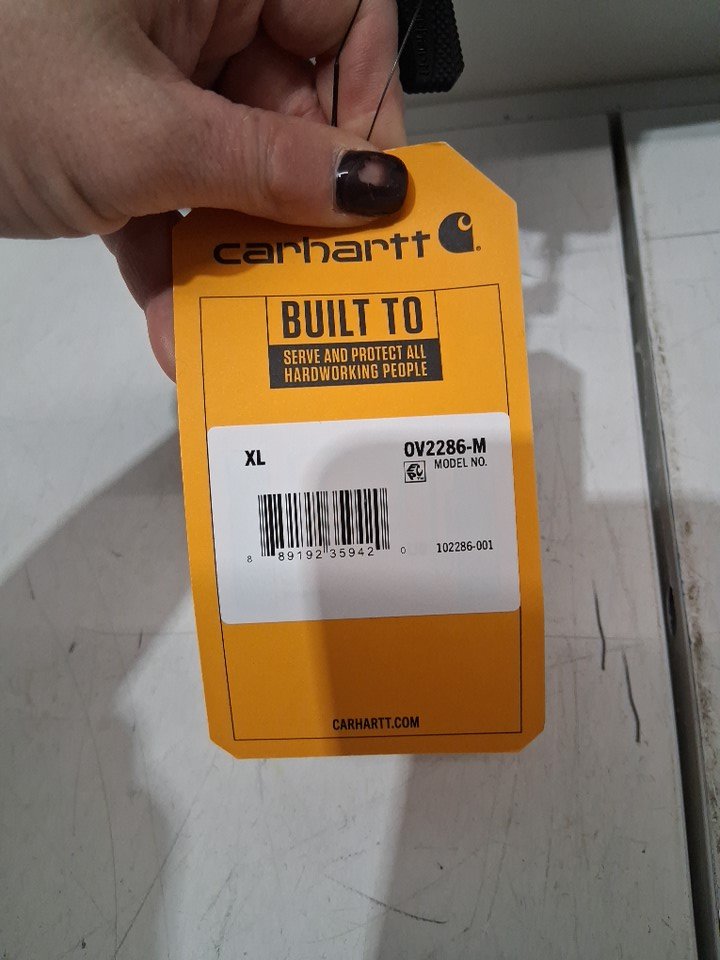 carhartt
BUILT TO
SERVE AND PROTECT ALL
HARDWORKING PEOPLE
XL
OV2286-M
MODEL NO.
8 89192 35942 0
102286-001
CARHARTT.COM